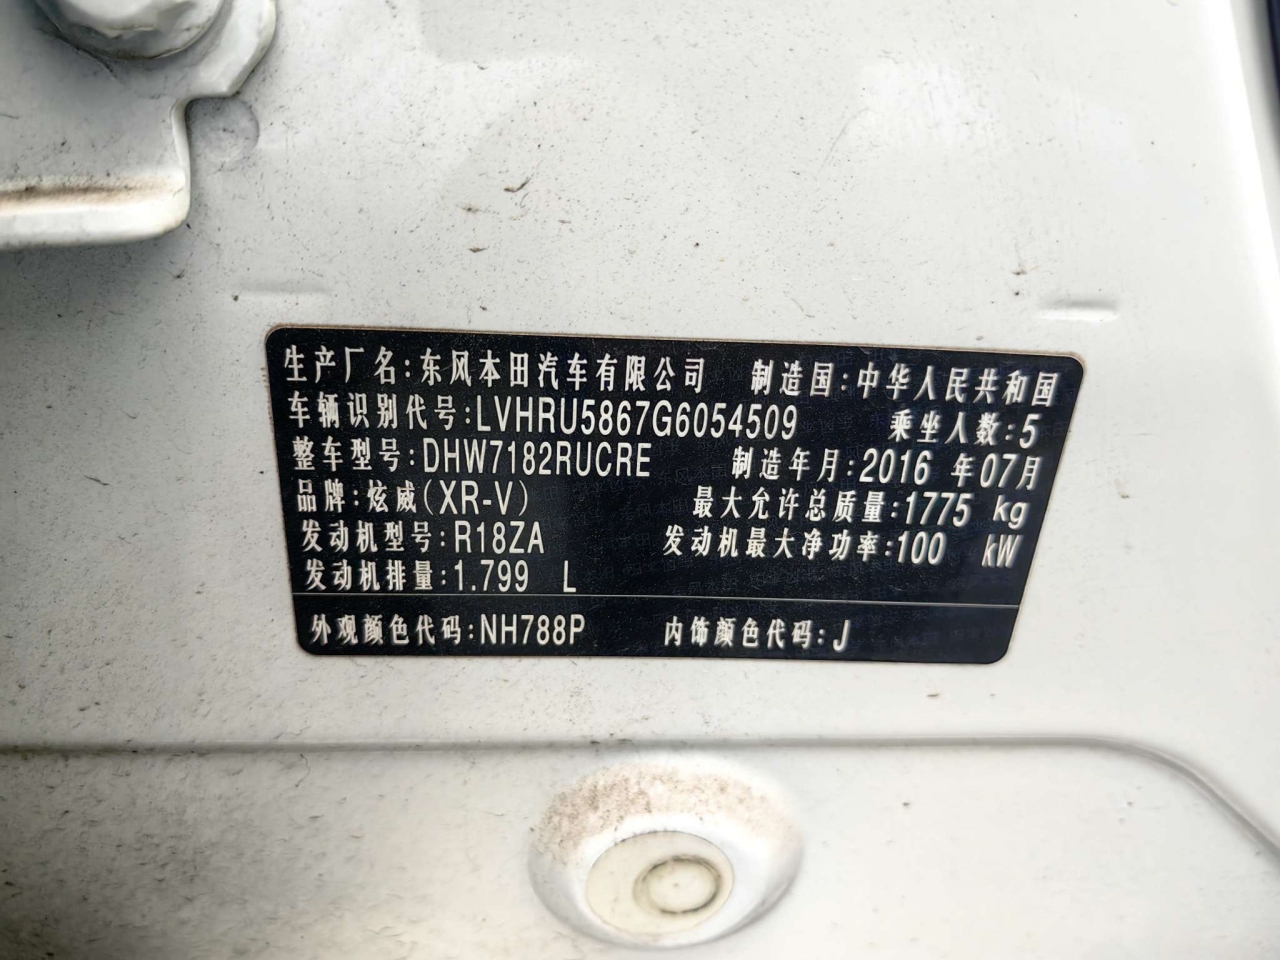 生产厂名:东风本田汽车有限公司 制造国:中华人民共和国
车辆识别代号:LVHRU5867G6054509 乘坐人数:5
整车型号:DHW7182RUCRE 制造年月:2016 年07月
品牌:炫威(XR-V) 最大允许总质量:1775 kg
发动机型号:R18ZA 发动机最大净功率:100 kW
发动机排量:1.799 L
外观颜色代码:NH788P 内饰颜色代码:J